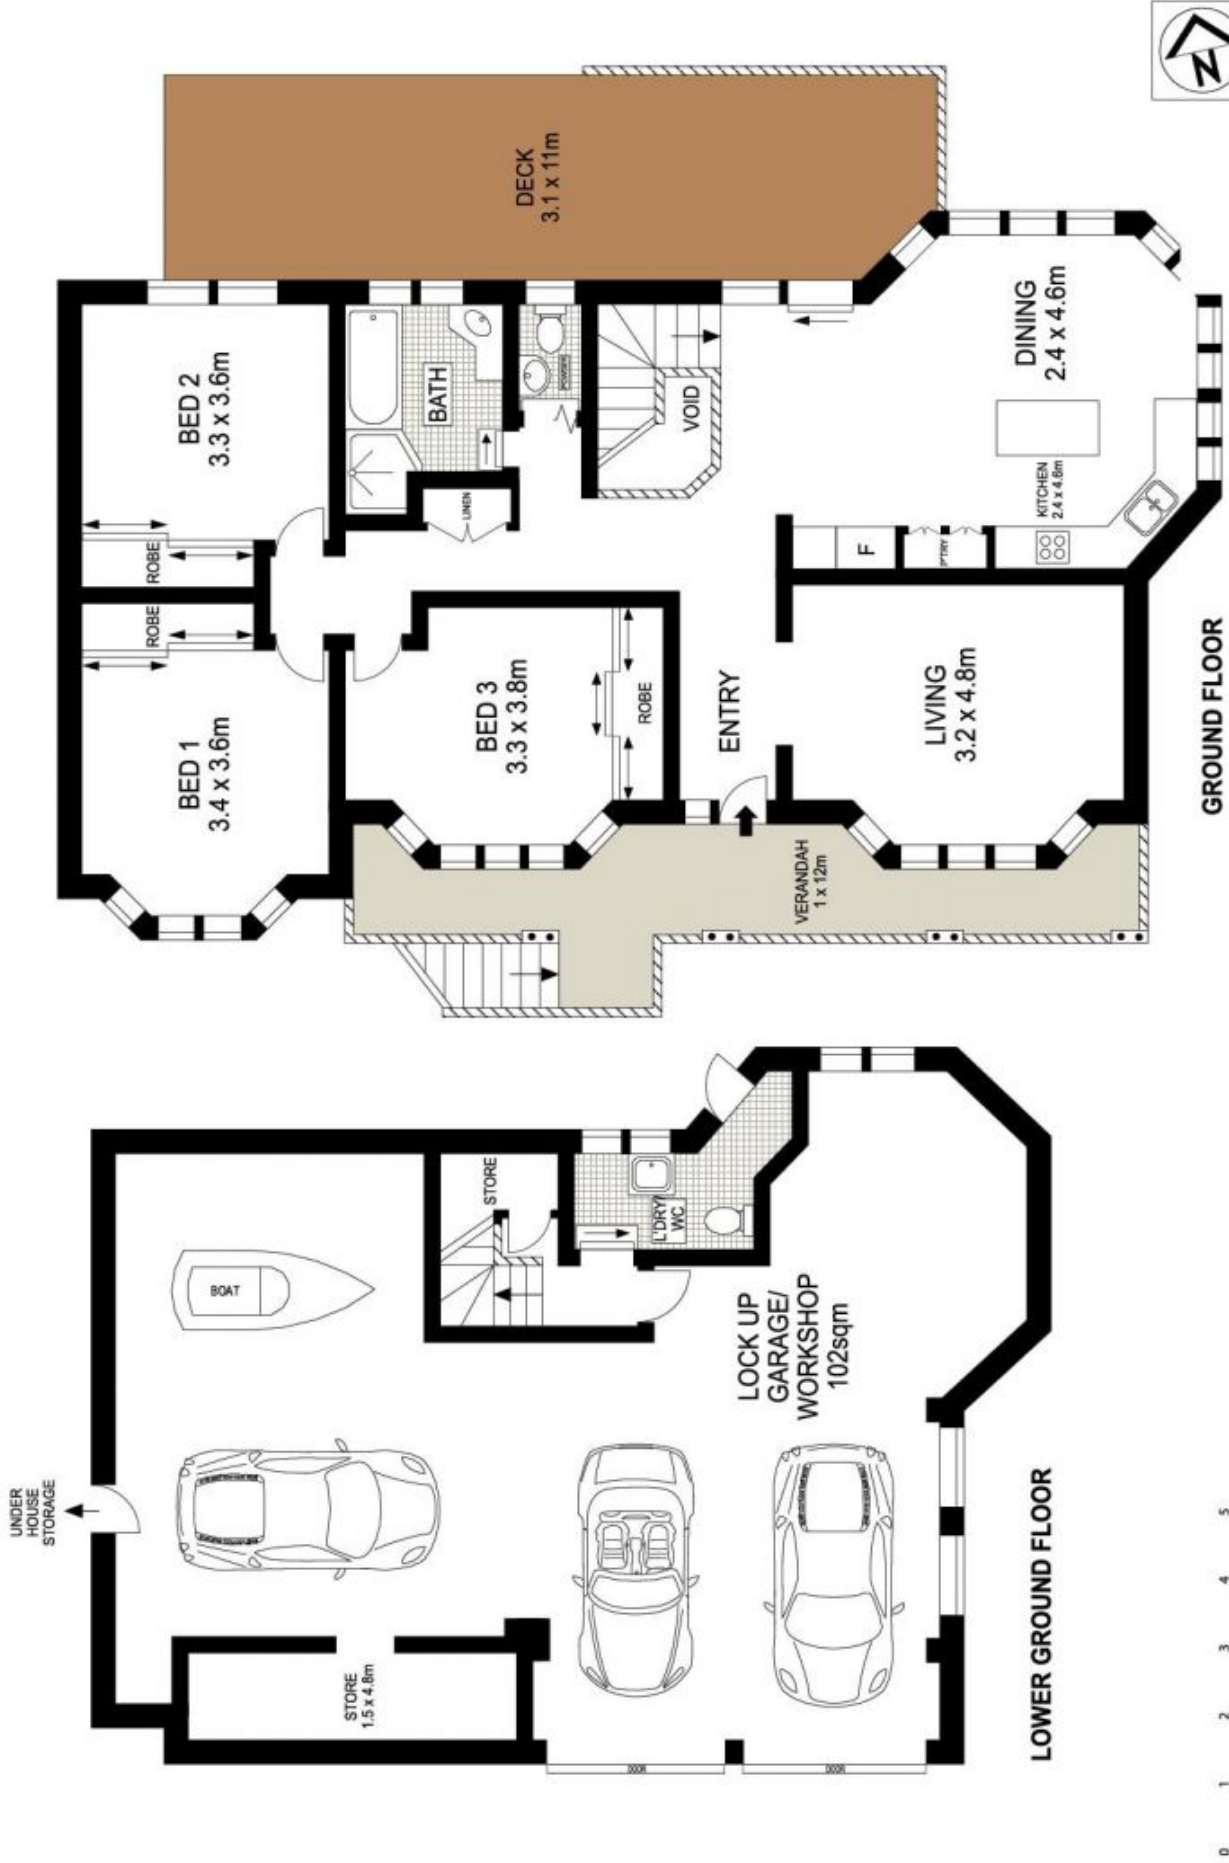 UNDER
HOUSE
STORAGE
BOAT
STORE
L'DRY/
WC
LOCK UP
GARAGE/
WORKSHOP
102sqm
STORE
1.5 x 4.8m
DOOR
DOOR
LOWER GROUND FLOOR
0 1 2 3 4 5
BED 2
3.3 x 3.6m
ROBE
ROBE
BED 1
3.4 x 3.6m
BATH
LINEN
POWDER
DECK
3.1 x 11m
VOID
BED 3
3.3 x 3.8m
ROBE
ENTRY
DINING
2.4 x 4.6m
KITCHEN
2.4 x 4.6m
F
P'TRY
LIVING
3.2 x 4.8m
VERANDAH
1 x 12m
GROUND FLOOR
N